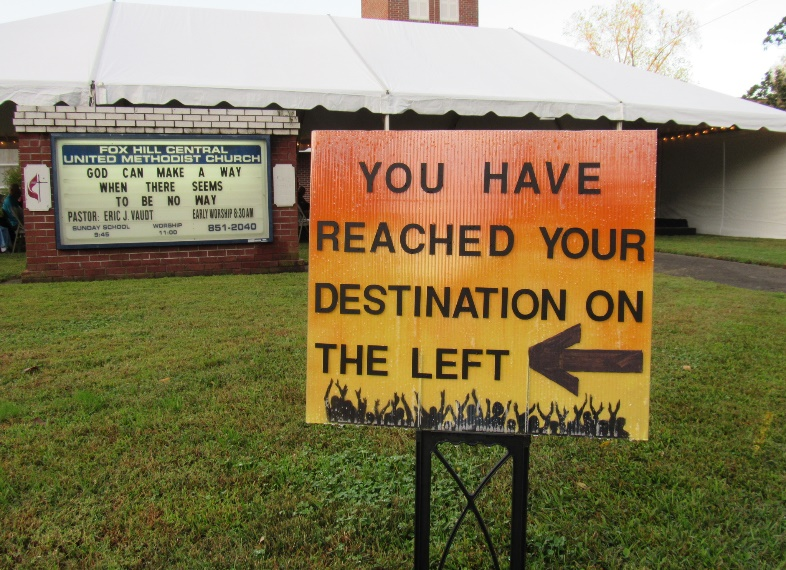 FOX HILL CENTRAL
UNITED METHODIST CHURCH
GOD CAN MAKE A WAY
WHEN THERE SEEMS
TO BE NO WAY
PASTOR: ERIC J. VAUDT EARLY WORSHIP 8:30 AM
SUNDAY SCHOOL WORSHIP 851-2040
9:45 11:00
YOU HAVE
REACHED YOUR
DESTINATION ON
THE LEFT